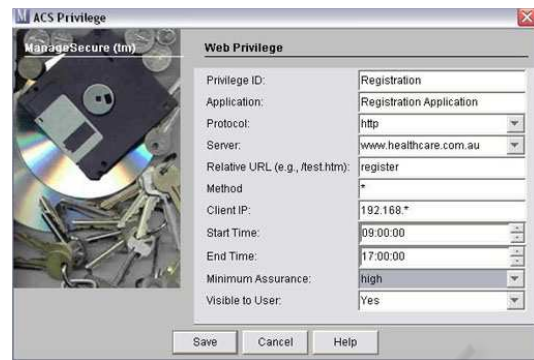 ACS Privilege
ManageSecure (tm)
Web Privilege
Privilege ID: Registration
Application: Registration Application
Protocol: http
Server: www.healthcare.com.au
Relative URL (e.g., /test.htm): register
Method *
Client IP: 192.168.*
Start Time: 09:00:00
End Time: 17:00:00
Minimum Assurance: high
Visible to User: Yes
Save Cancel Help